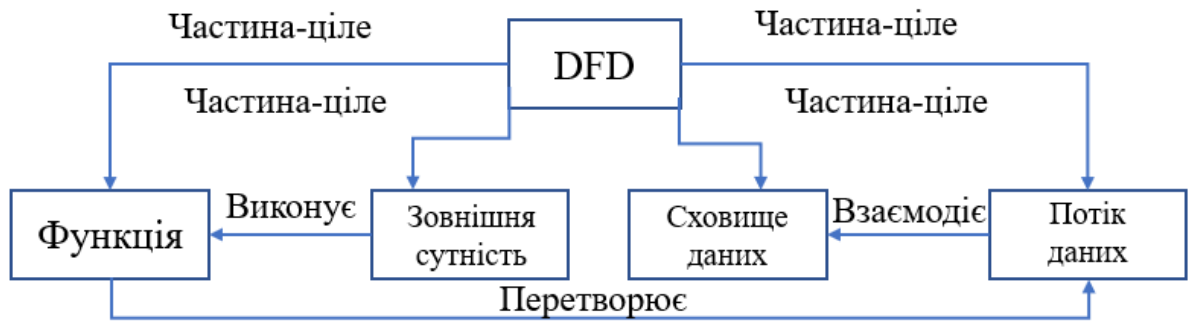 Частина-ціле
Частина-ціле
DFD
Частина-ціле
Частина-ціле
Функція
Виконує
Зовнішня
сутність
Сховище
даних
Взаємодіє
Потік
даних
Перетворює